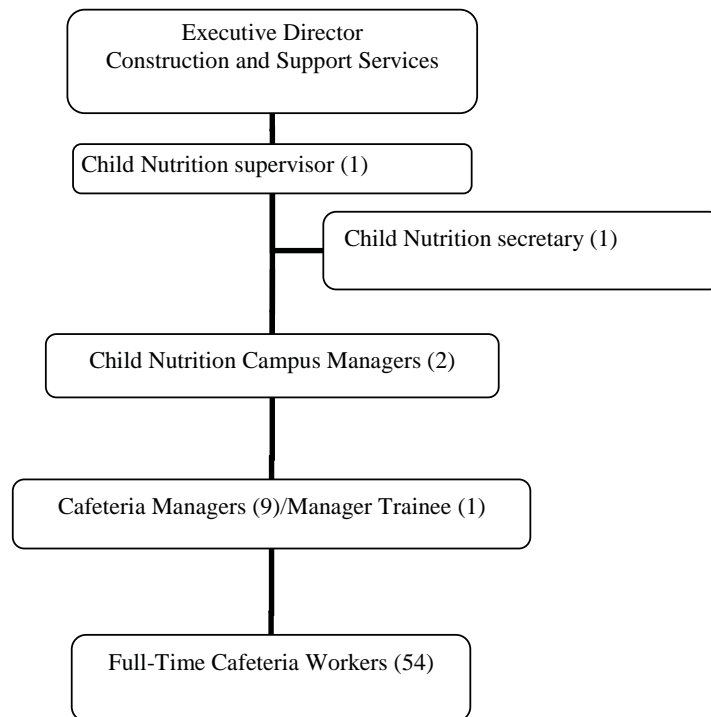 Executive Director
Construction and Support Services
Child Nutrition supervisor (1)
Child Nutrition secretary (1)
Child Nutrition Campus Managers (2)
Cafeteria Managers (9)/Manager Trainee (1)
Full-Time Cafeteria Workers (54)